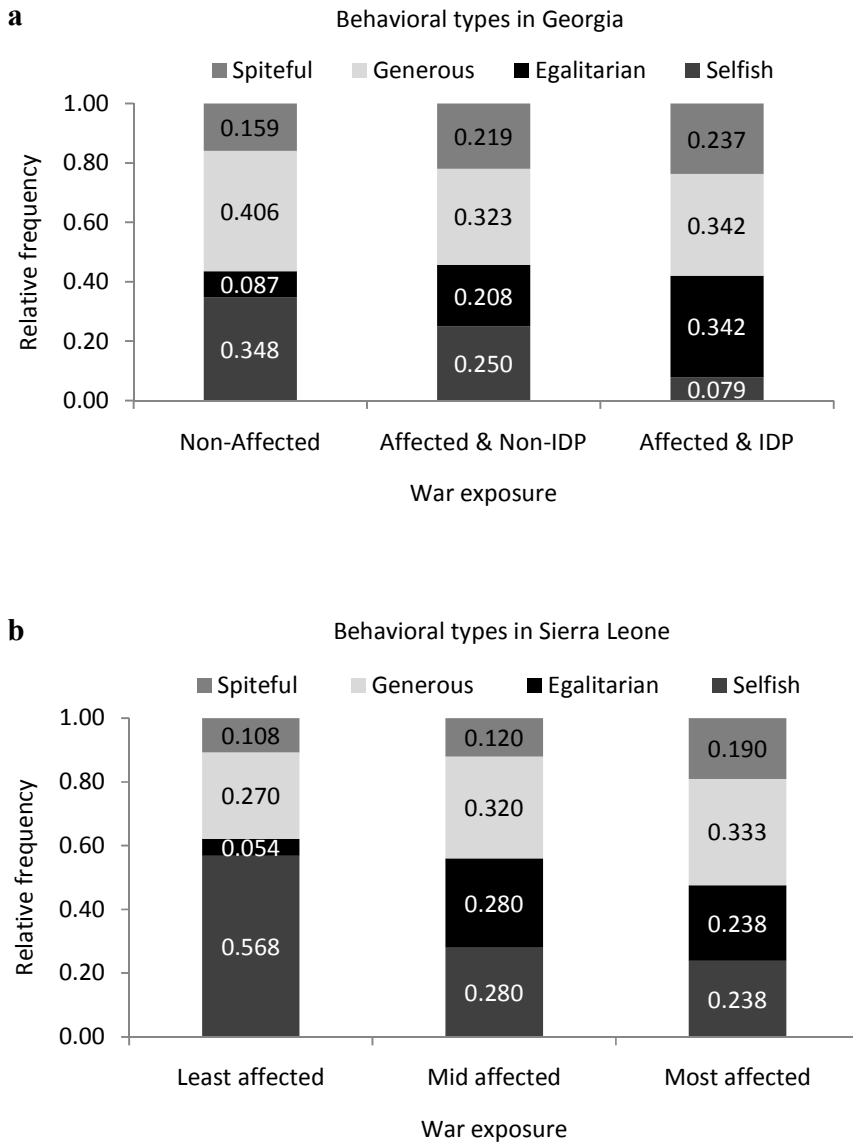 a
Behavioral types in Georgia
Spiteful Generous Egalitarian Selfish
1.00
0.80
0.60
0.40
0.20
0.00
Relative frequency
0.159 0.219 0.237
0.406 0.323 0.342
0.087 0.208 0.342
0.348 0.250 0.079
Non-Affected Affected & Non-IDP Affected & IDP
War exposure
b
Behavioral types in Sierra Leone
Spiteful Generous Egalitarian Selfish
1.00
0.80
0.60
0.40
0.20
0.00
Relative frequency
0.108 0.120 0.190
0.270 0.320 0.333
0.054 0.280 0.238
0.568 0.280 0.238
Least affected Mid affected Most affected
War exposure